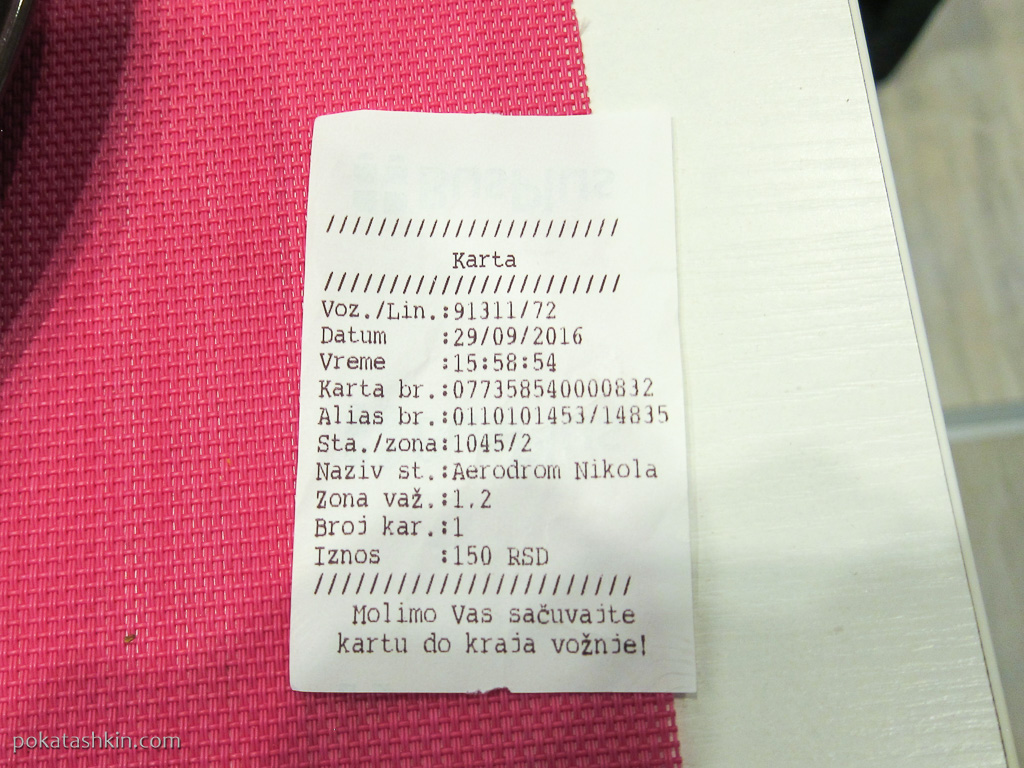 ///////////////////////
Karta
///////////////////////
Voz./Lin.:91311/72
Datum :29/09/2016
Vreme :15:58:54
Karta br.:077358540000832
Alias br.:0110101453/14835
Sta./zona:1045/2
Naziv st.:Aerodrom Nikola
Zona važ.:1,2
Broj kar.:1
Iznos :150 RSD
///////////////////////
Molimo Vas sačuvajte
kartu do kraja vožnje!
pokatashkin.com